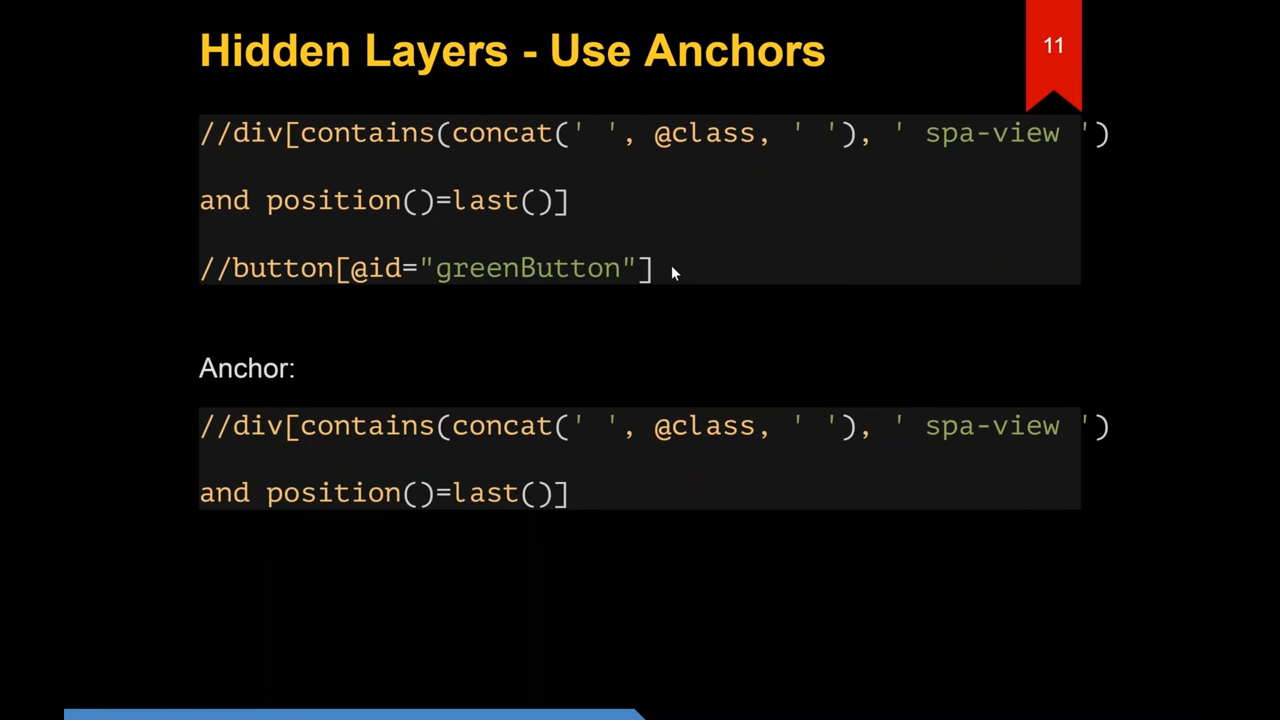 Hidden Layers - Use Anchors
11
//div[contains(concat(' ', @class, ' '), ' spa-view ')
and position()=last()]
//button[@id="greenButton"]
Anchor:
//div[contains(concat(' ', @class, ' '), ' spa-view ')
and position()=last()]